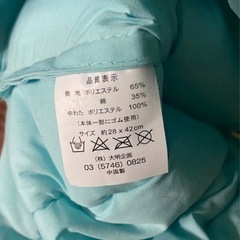 品質表示
側 地 ポリエステル 65%
綿 35%
中わた ポリエステル 100%
(本体一部にゴム使用)
サイズ 約28×42cm
(株) 大明企画
03 (5746) 0825
中国製